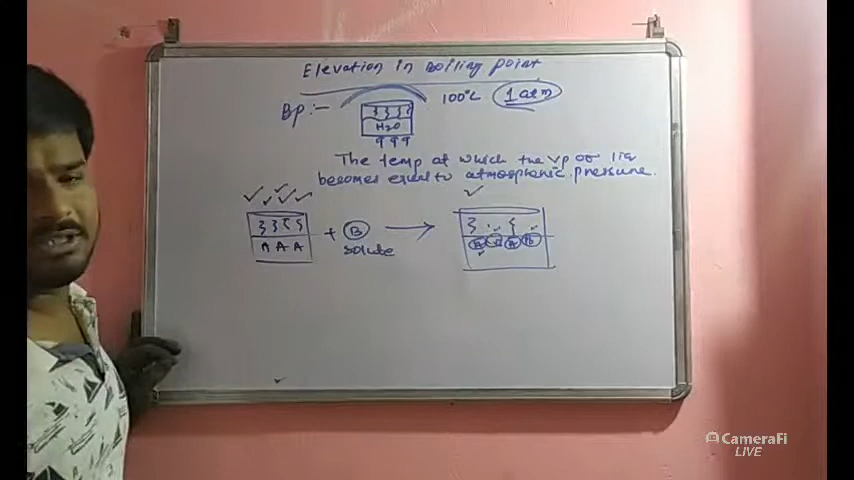 Elevation in Boiling point
Bp :- 100°C 1 atm
H2O
The temp at which the vp of liq
becomes equal to atmospheric pressure.
A A A + B → A B A B
solute
CameraFi
LIVE